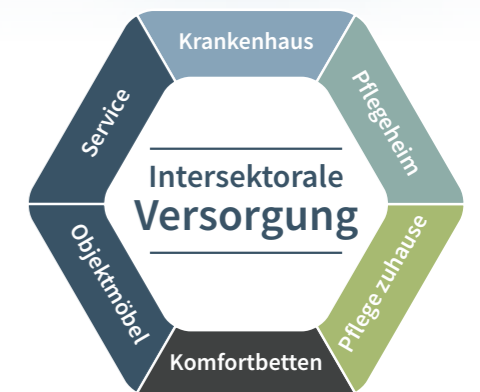 Krankenhaus
Pflegeheim
Service
Intersektorale
Versorgung
Objektmöbel
Pflege zuhause
Komfortbetten